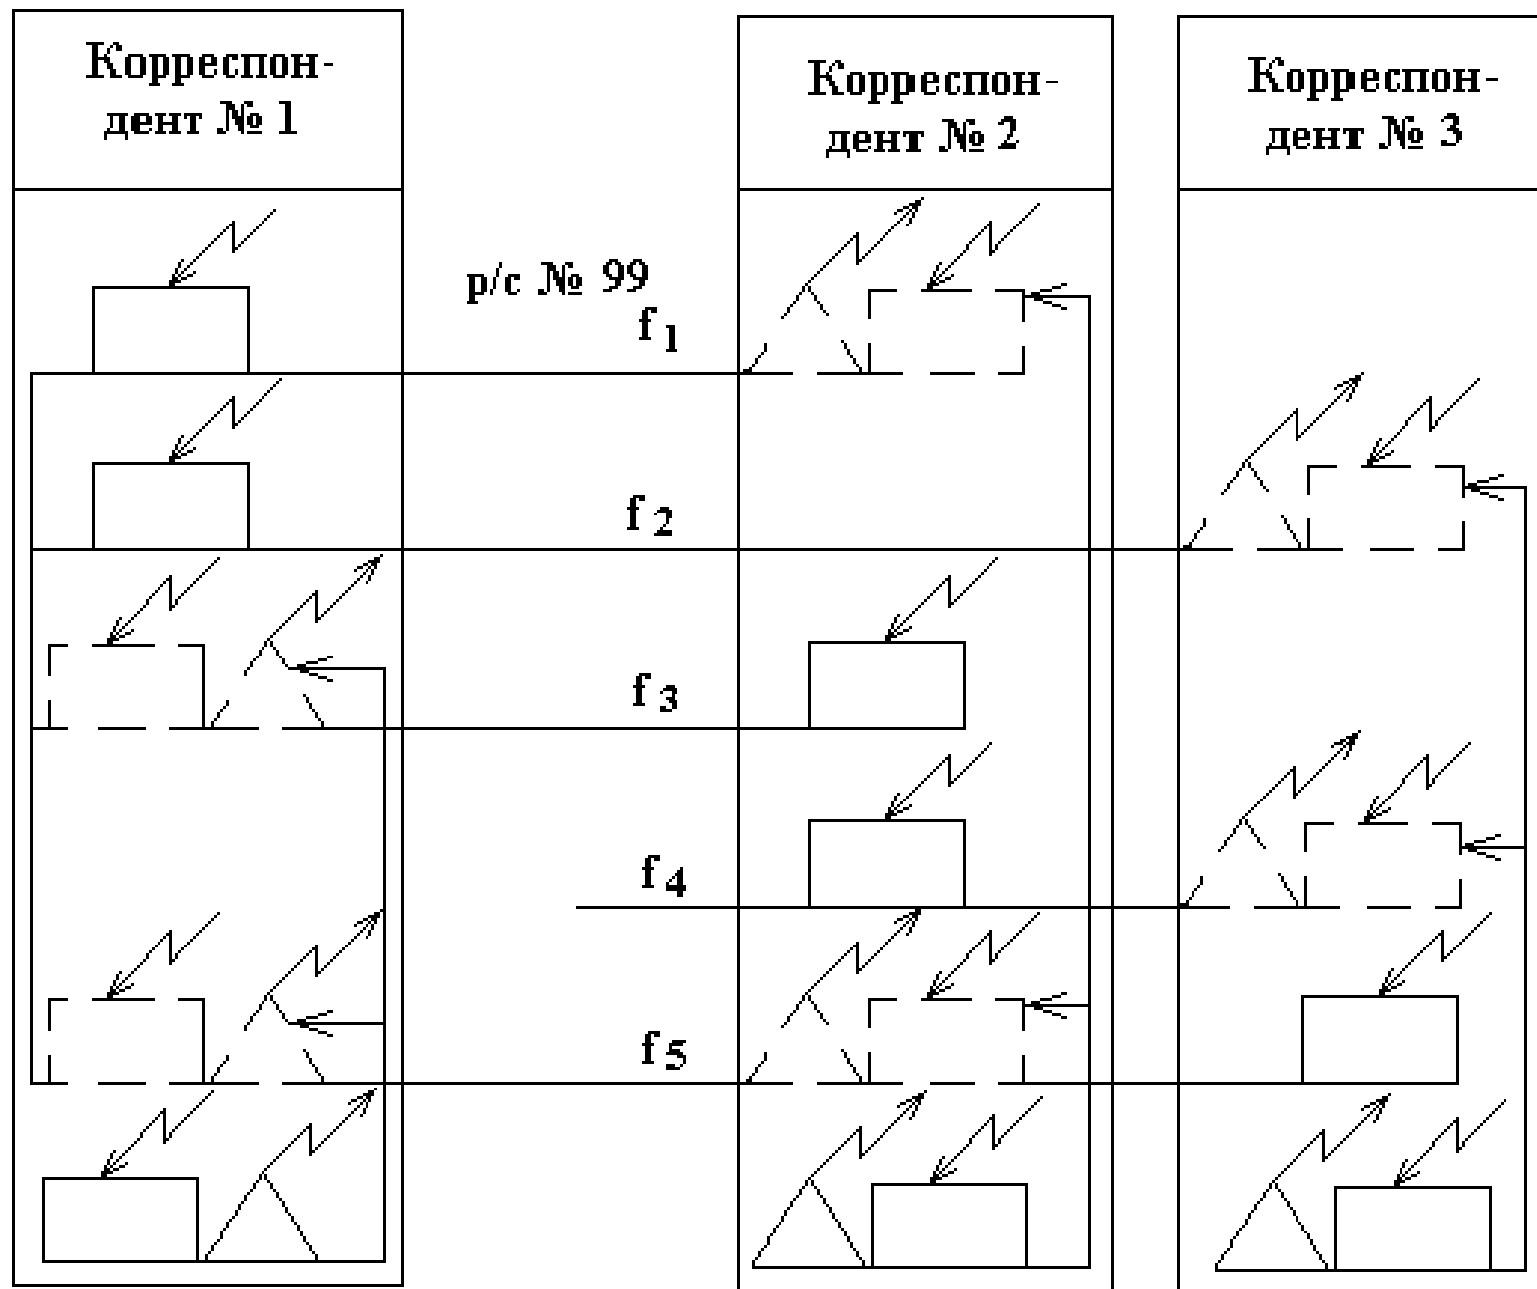 Корреспон-
дент № 1
Корреспон-
дент № 2
Корреспон-
дент № 3
р/с № 99
f 1
f 2
f 3
f 4
f 5